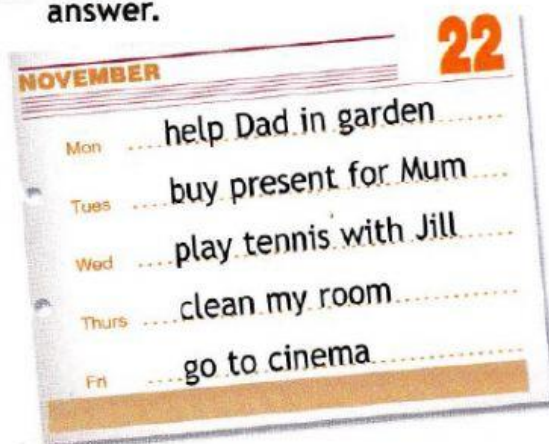 answer.
NOVEMBER 22
Mon help Dad in garden
Tues buy present for Mum
Wed play tennis with Jill
Thurs clean my room
Fri go to cinema